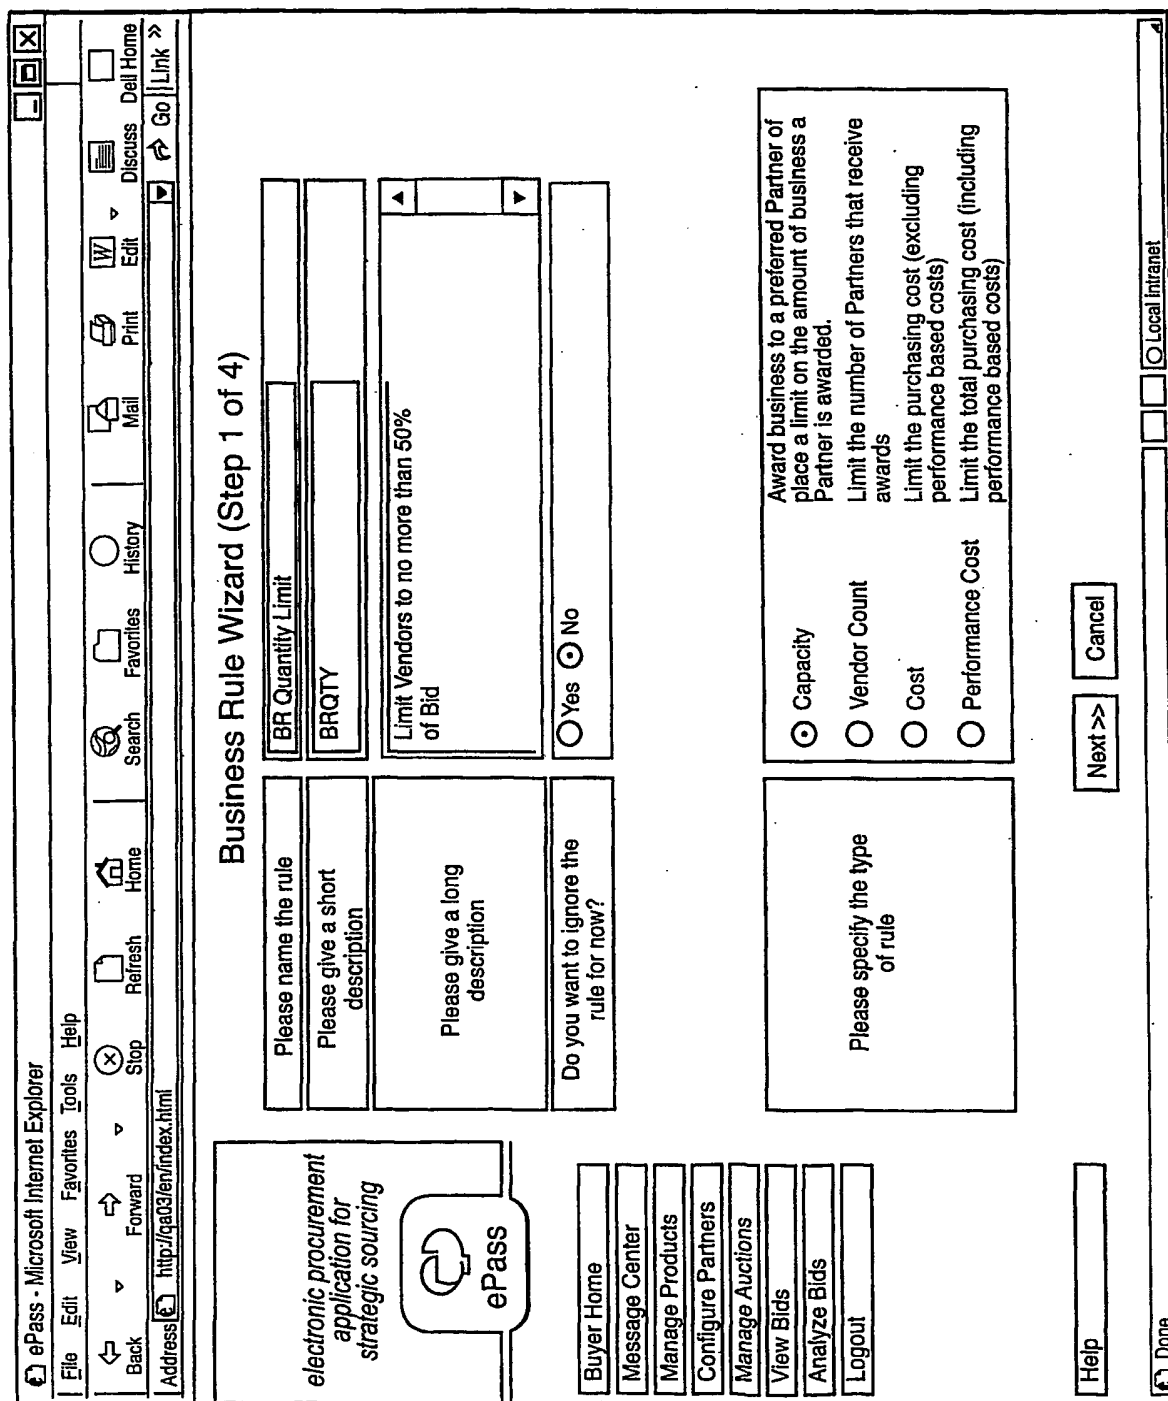 ePass - Microsoft Internet Explorer
File Edit View Favorites Tools Help
Back Forward Stop Refresh Home Search Favorites History Mail Print Edit Discuss Dell Home
Address http://qa03/en/index.html Go Link »
electronic procurement
application for
strategic sourcing
ePass
Buyer Home
Message Center
Manage Products
Configure Partners
Manage Auctions
View Bids
Analyze Bids
Logout
Help
Business Rule Wizard (Step 1 of 4)
Please name the rule
BR Quantity Limit
Please give a short
description
BRQTY
Please give a long
description
Limit Vendors to no more than 50%
of Bid
Do you want to ignore the
rule for now?
Yes No
Please specify the type
of rule
Capacity
Award business to a preferred Partner of
place a limit on the amount of business a
Partner is awarded.
Vendor Count
Limit the number of Partners that receive
awards
Cost
Limit the purchasing cost (excluding
performance based costs)
Performance Cost
Limit the total purchasing cost (including
performance based costs)
Next >> Cancel
Done Local intranet